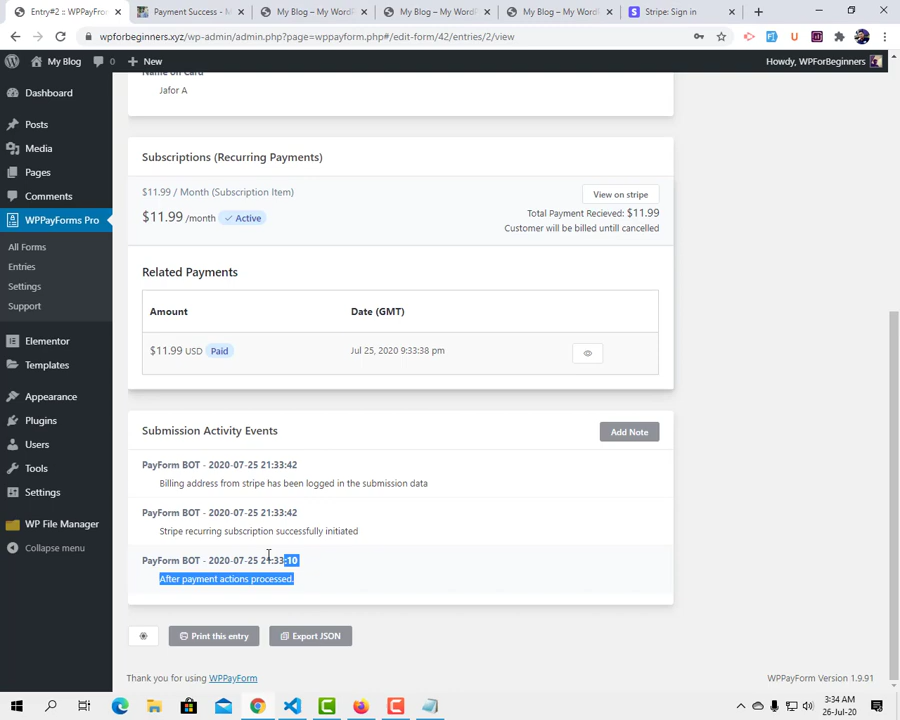 Entry#2 :: WPPayFro
Payment Success – M
My Blog – My WordP
My Blog – My WordP
My Blog – My WordP
Stripe: Sign in
wpforbeginners.xyz/wp-admin/admin.php?page=wppayform.php#/edit-form/42/entries/2/view
My Blog
0
New
Howdy, WPForBeginners
Dashboard
Posts
Media
Pages
Comments
WPPayForms Pro
All Forms
Entries
Settings
Support
Elementor
Templates
Appearance
Plugins
Users
Tools
Settings
WP File Manager
Collapse menu
Name on Card
Jafor A
Subscriptions (Recurring Payments)
$11.99 / Month (Subscription Item)
$11.99 /month Active
View on stripe
Total Payment Recieved: $11.99
Customer will be billed untill cancelled
Related Payments
Amount Date (GMT)
$11.99 USD Paid Jul 25, 2020 9:33:38 pm
Submission Activity Events
Add Note
PayForm BOT - 2020-07-25 21:33:42
Billing address from stripe has been logged in the submission data
PayForm BOT - 2020-07-25 21:33:42
Stripe recurring subscription successfully initiated
PayForm BOT - 2020-07-25 21:33:10
After payment actions processed.
Print this entry
Export JSON
Thank you for using WPPayForm
WPPayForm Version 1.9.91
3:34 AM
26-Jul-20